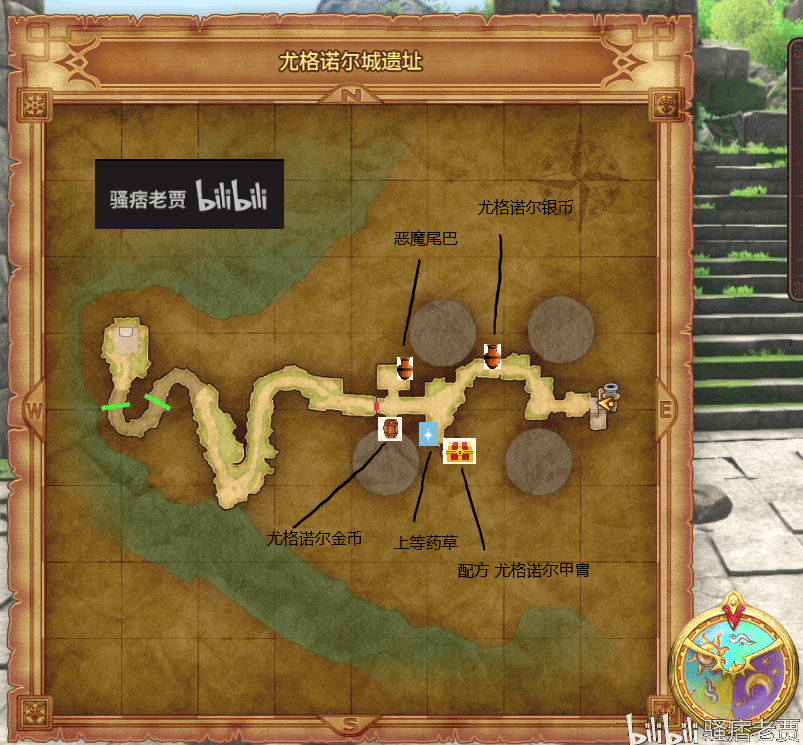 尤格诺尔城遗址
N
骚痞老贾 bilibili
尤格诺尔银币
恶魔尾巴
W
E
尤格诺尔金币
上等药草
配方 尤格诺尔甲胄
S
bilibili 骚痞老贾